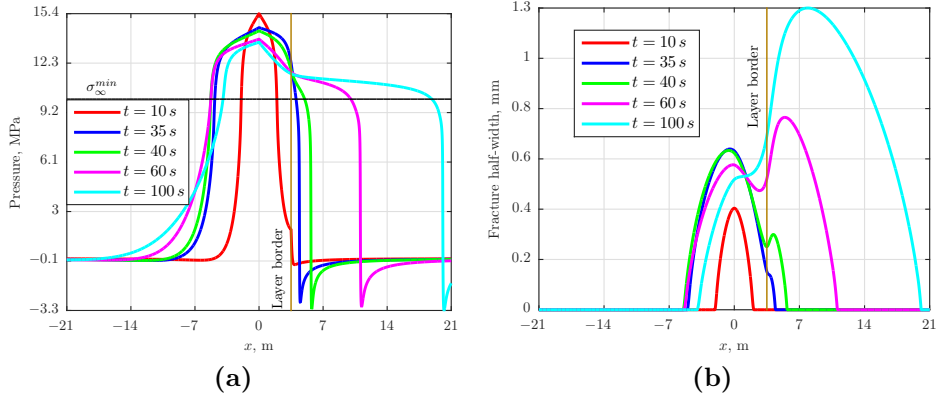 15.4
12.3
9.2
6.1
3
-0.1
-3.3
Pressure, MPa
σ∞^min
t = 10 s
t = 35 s
t = 40 s
t = 60 s
t = 100 s
Layer border
−21
−14
−7
0
7
14
21
x, m
(a)
1.3
1
0.8
0.6
0.4
0.2
0
Fracture half-width, mm
t = 10 s
t = 35 s
t = 40 s
t = 60 s
t = 100 s
Layer border
−21
−14
−7
0
7
14
21
x, m
(b)